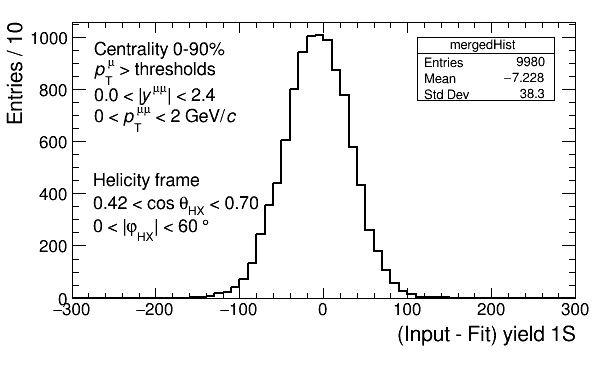 Entries / 10
1000
800
600
400
200
0
Centrality 0-90%
p_T^μ > thresholds
0.0 < |y^μμ| < 2.4
0 < p_T^μμ < 2 GeV/c
Helicity frame
0.42 < cos θ_HX < 0.70
0 < |φ_HX| < 60 °
mergedHist
Entries 9980
Mean −7.228
Std Dev 38.3
−300 −200 −100 0 100 200 300
(Input - Fit) yield 1S